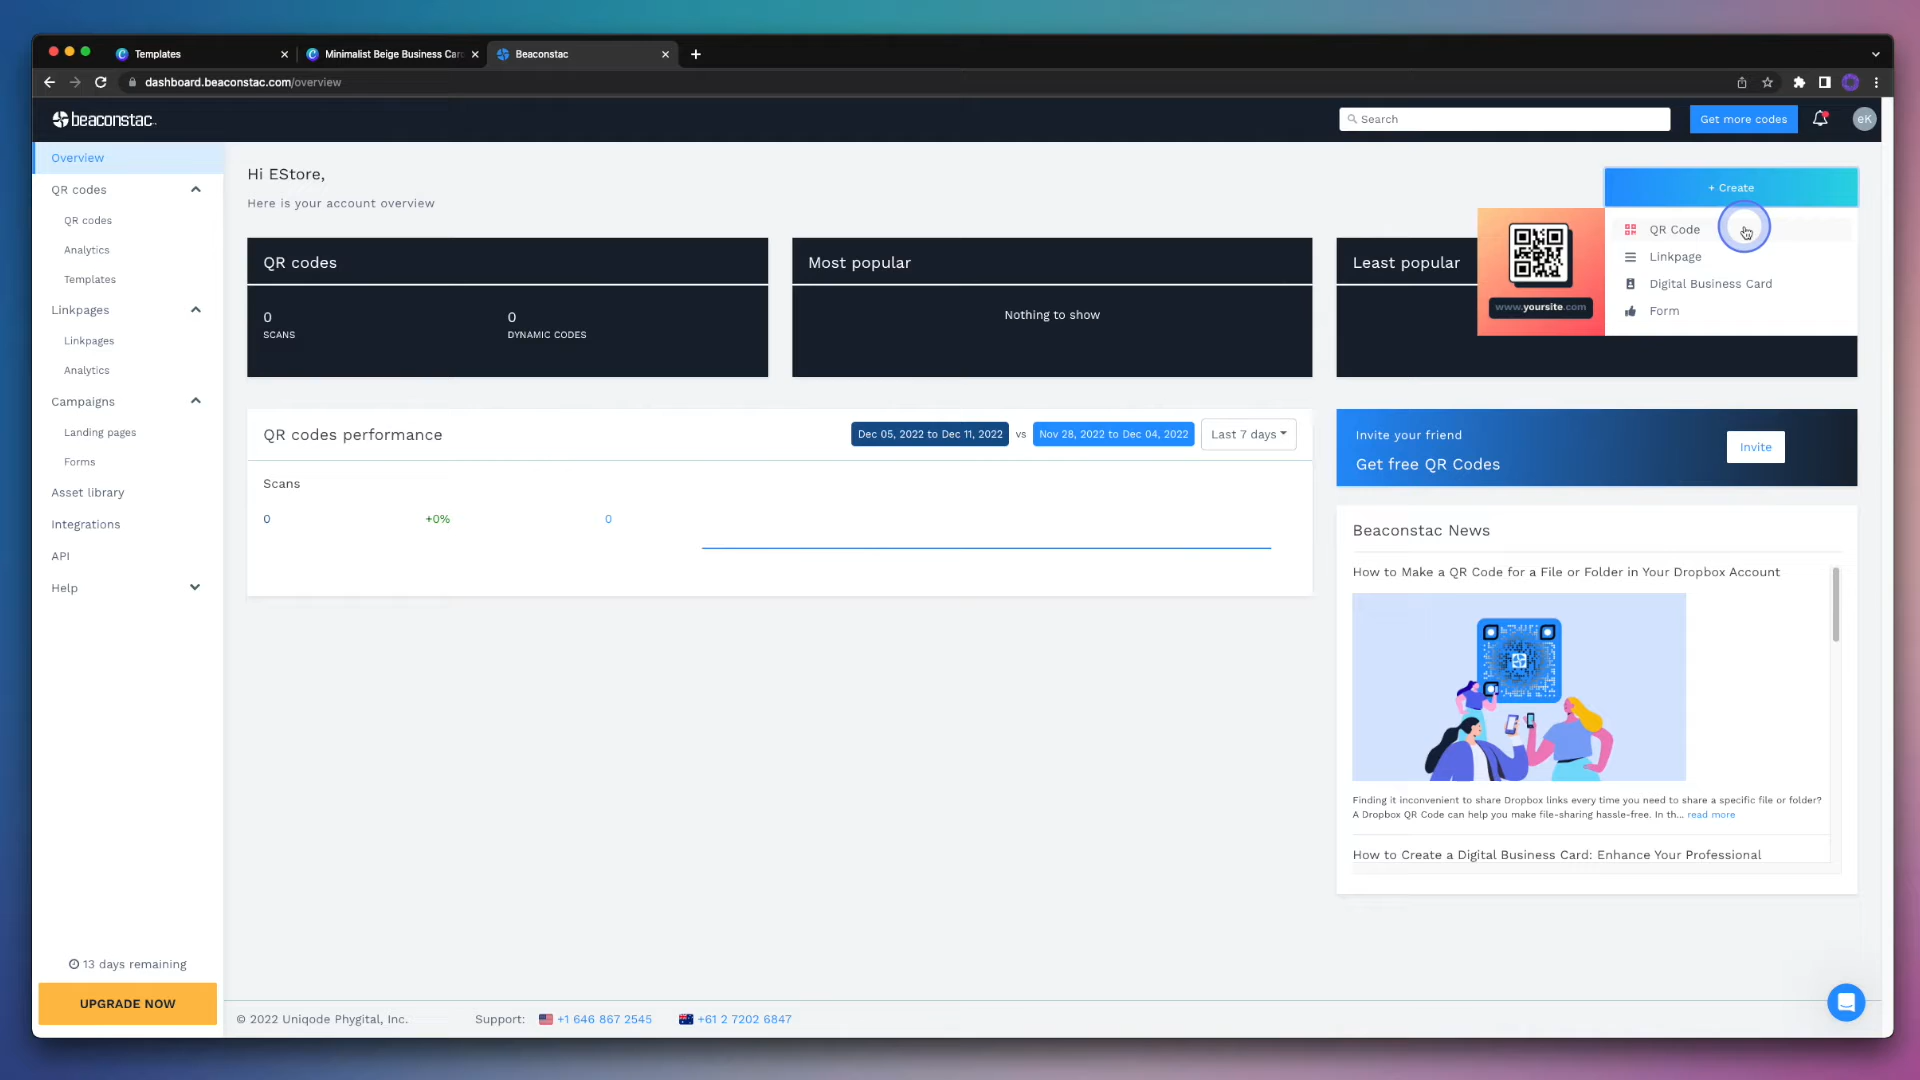 Templates
Minimalist Beige Business Card
Beaconstac
dashboard.beaconstac.com/overview
beaconstac
Search
Get more codes
eK
Overview
QR codes
QR codes
Analytics
Templates
Linkpages
Linkpages
Analytics
Campaigns
Landing pages
Forms
Asset library
Integrations
API
Help
13 days remaining
UPGRADE NOW
Hi EStore,
Here is your account overview
+ Create
QR Code
Linkpage
Digital Business Card
Form
www.yoursite.com
QR codes
0
SCANS
0
DYNAMIC CODES
Most popular
Nothing to show
Least popular
QR codes performance
Dec 05, 2022 to Dec 11, 2022 vs Nov 28, 2022 to Dec 04, 2022
Last 7 days
Scans
0 +0% 0
Invite your friend
Get free QR Codes
Invite
Beaconstac News
How to Make a QR Code for a File or Folder in Your Dropbox Account
Finding it inconvenient to share Dropbox links every time you need to share a specific file or folder?
A Dropbox QR Code can help you make file-sharing hassle-free. In th... read more
How to Create a Digital Business Card: Enhance Your Professional
© 2022 Uniqode Phygital, Inc.
Support: +1 646 867 2545 +61 2 7202 6847